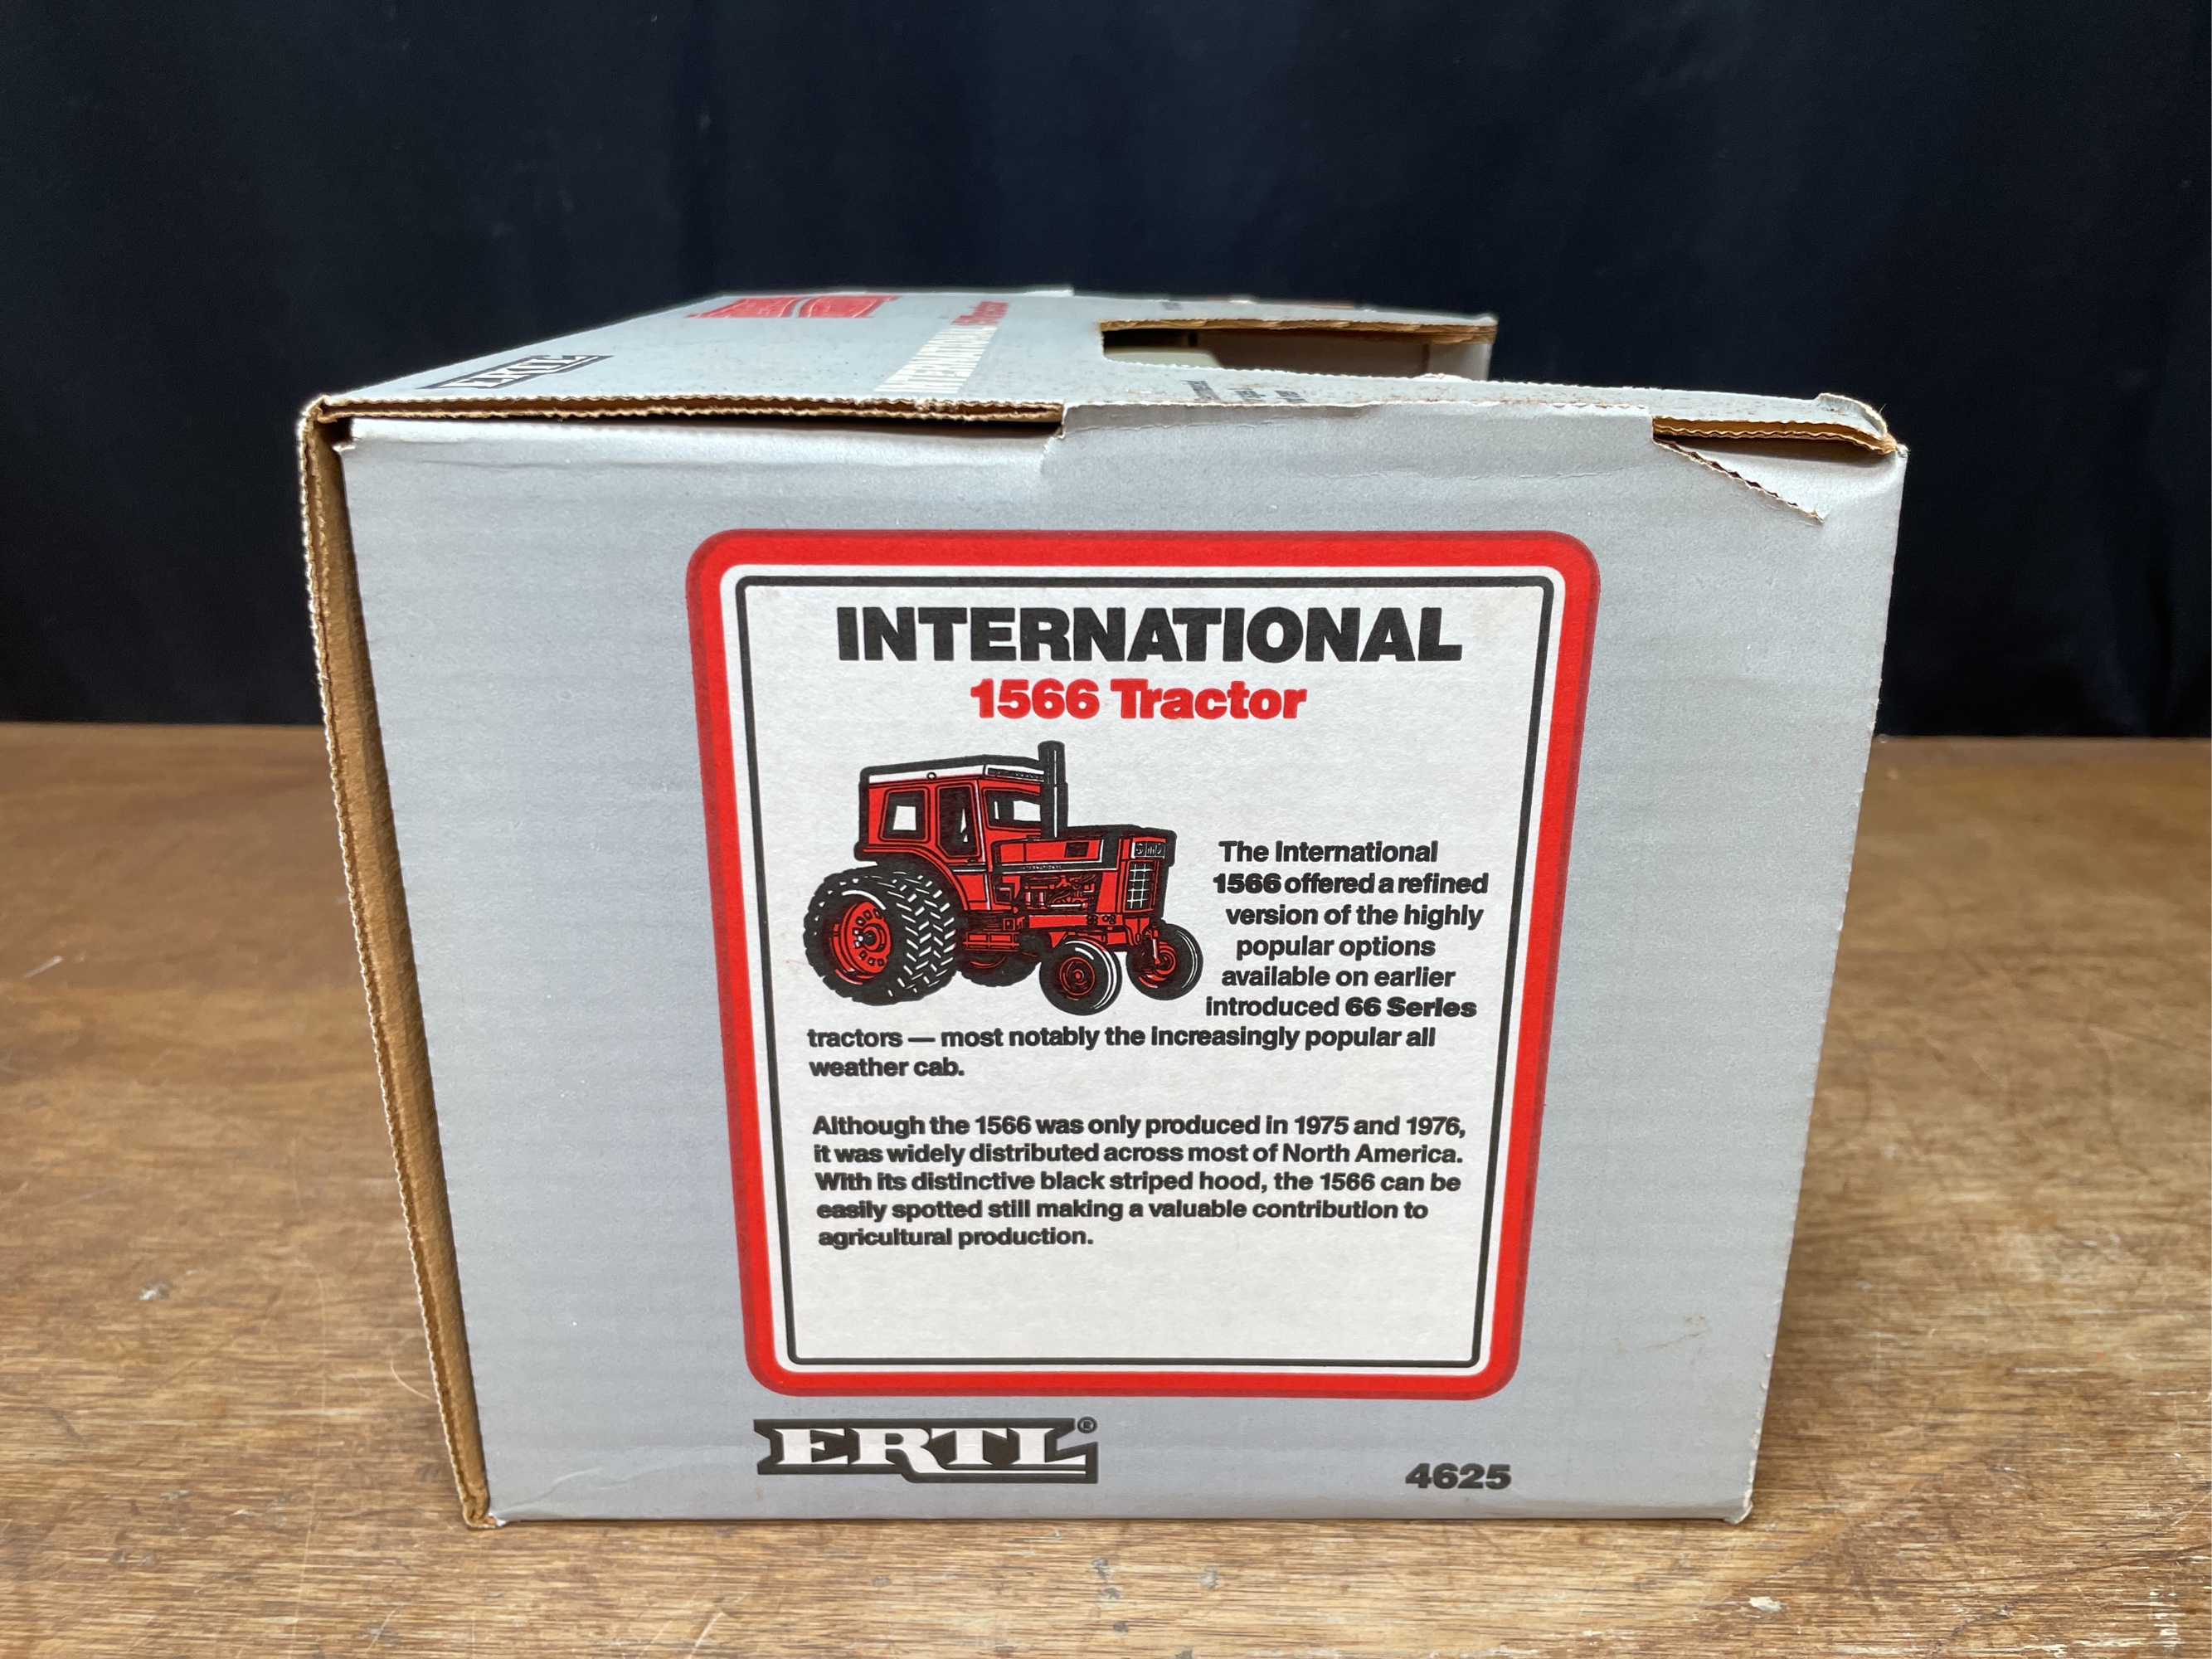 ERTL
INTERNATIONAL
INTERNATIONAL
1566 Tractor
The International
1566 offered a refined
version of the highly
popular options
available on earlier
introduced 66 Series
tractors — most notably the increasingly popular all
weather cab.
Although the 1566 was only produced in 1975 and 1976,
it was widely distributed across most of North America.
With its distinctive black striped hood, the 1566 can be
easily spotted still making a valuable contribution to
agricultural production.
ERTL®
4625